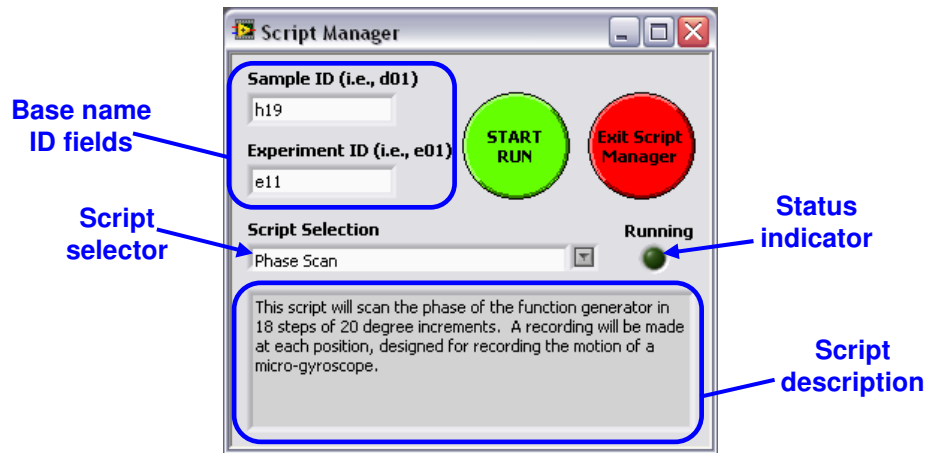 Script Manager
Sample ID (i.e., d01)
h19
Base name
ID fields
Experiment ID (i.e., e01)
e11
START
RUN
Exit Script
Manager
Script
selector
Script Selection
Phase Scan
Running
Status
indicator
This script will scan the phase of the function generator in
18 steps of 20 degree increments. A recording will be made
at each position, designed for recording the motion of a
micro-gyroscope.
Script
description